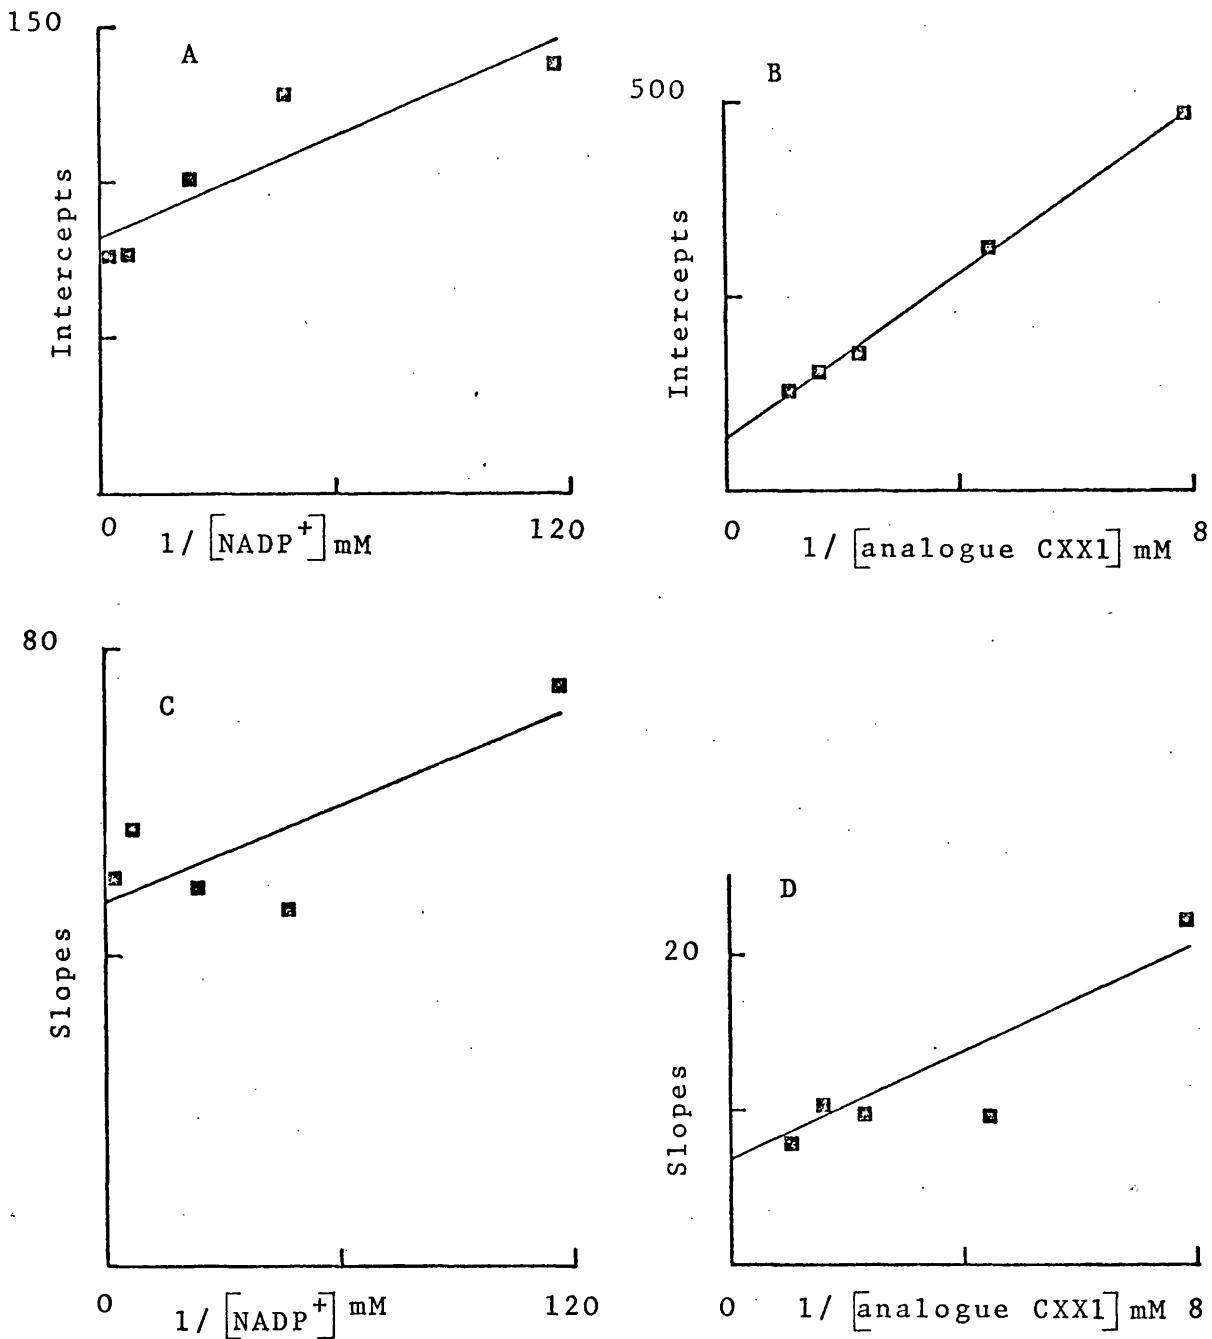 150
A
Intercepts
0
1/[NADP+]mM
120
500
B
Intercepts
0
1/[analogue CXX1]mM
8
80
C
Slopes
0
1/[NADP+]mM
120
D
20
Slopes
0
1/[analogue CXX1]mM
8